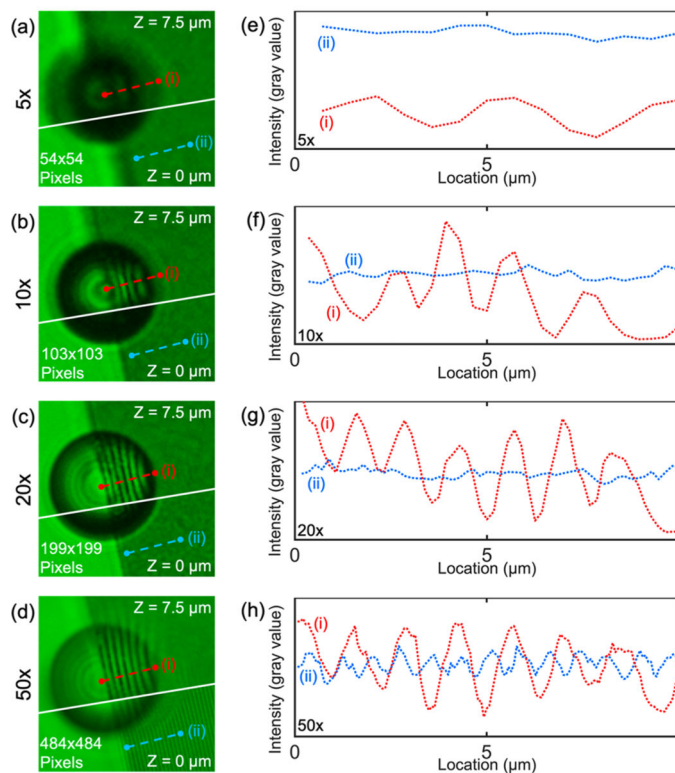 (a)
Z = 7.5 µm
(i)
5x
(ii)
54x54
Pixels
Z = 0 µm
(e)
Intensity (gray value)
(ii)
(i)
5x
0
5
Location (µm)
(b)
Z = 7.5 µm
(i)
10x
103x103
Pixels
(ii)
Z = 0 µm
(f)
Intensity (gray value)
(ii)
(i)
10x
0
5
Location (µm)
(c)
Z = 7.5 µm
(i)
20x
199x199
Pixels
(ii)
Z = 0 µm
(g)
Intensity (gray value)
(i)
(ii)
20x
0
5
Location (µm)
(d)
Z = 7.5 µm
(i)
50x
484x484
Pixels
(ii)
Z = 0 µm
(h)
Intensity (gray value)
(i)
(ii)
50x
0
5
Location (µm)